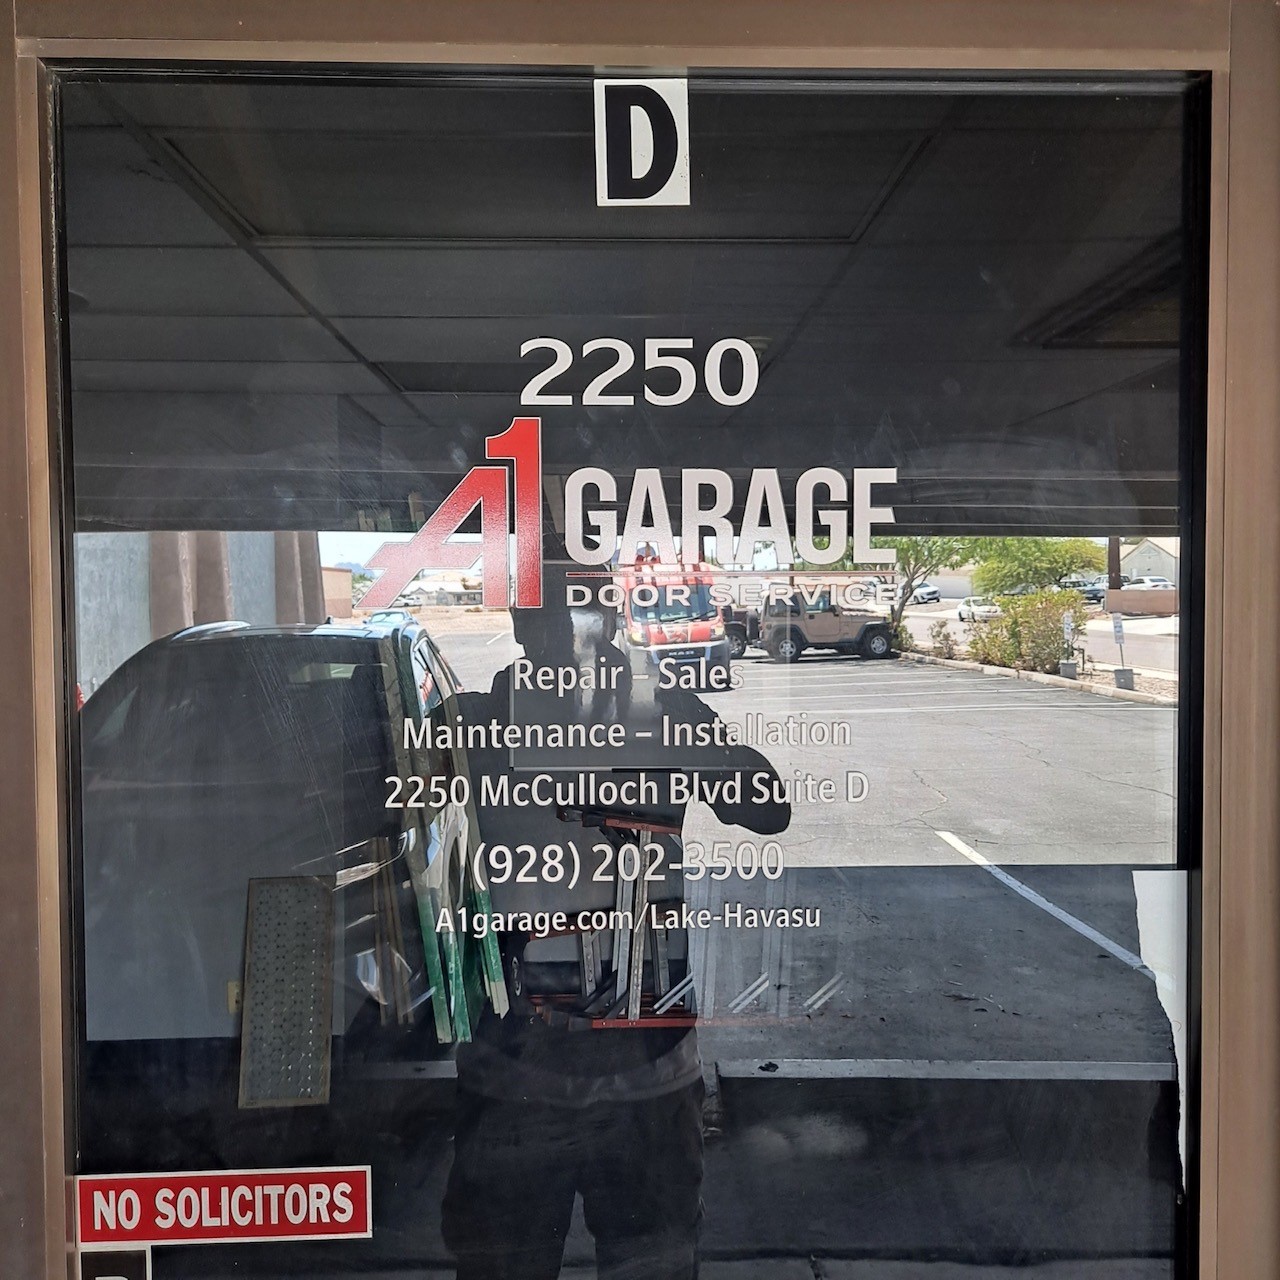 D
2250
A1 GARAGE
DOOR SERVICE
Repair – Sales
Maintenance – Installation
2250 McCulloch Blvd Suite D
(928) 202-3500
A1garage.com/Lake-Havasu
NO SOLICITORS